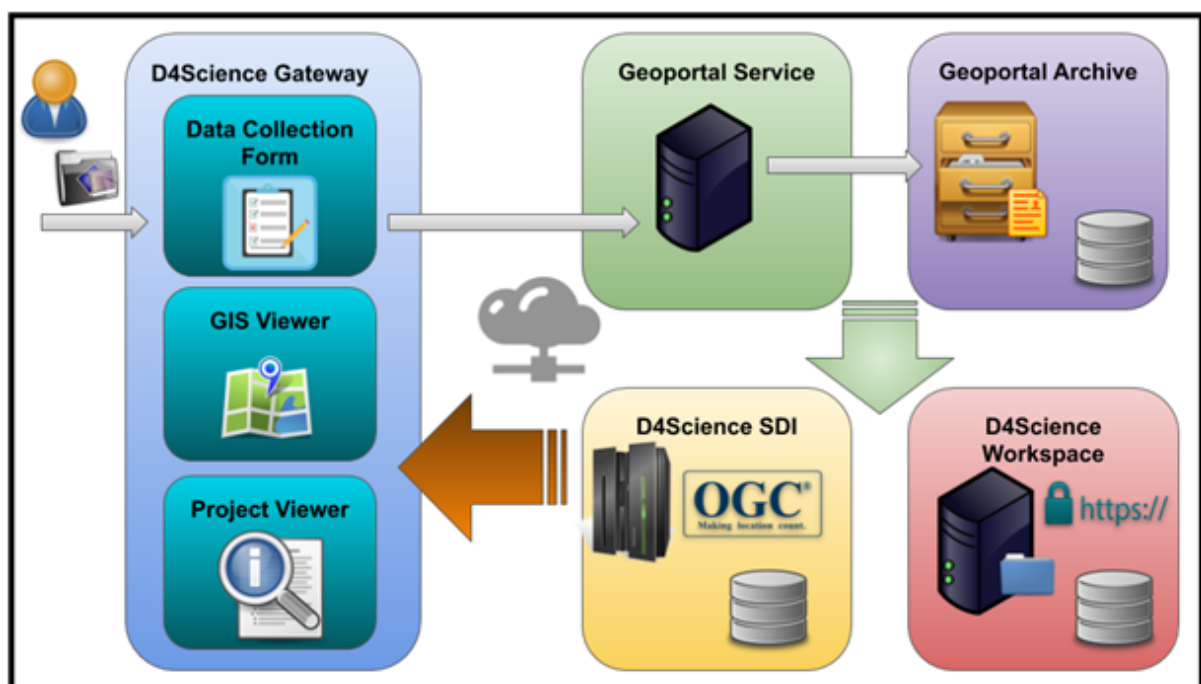 D4Science Gateway
Data Collection
Form
GIS Viewer
Project Viewer
Geoportal Service
Geoportal Archive
D4Science SDI
OGC®
Making location count.
D4Science
Workspace
https://